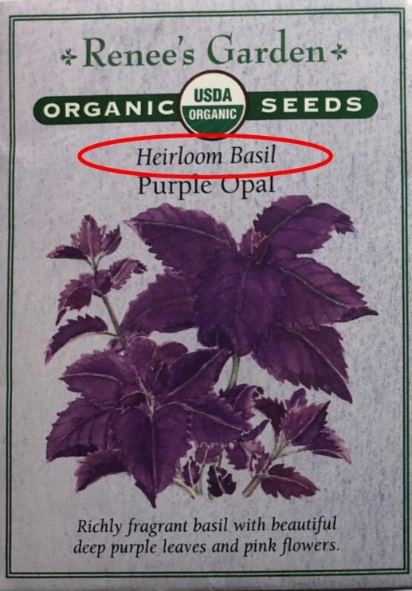 Renee's Garden
ORGANIC USDA ORGANIC SEEDS
Heirloom Basil
Purple Opal
Richly fragrant basil with beautiful
deep purple leaves and pink flowers.